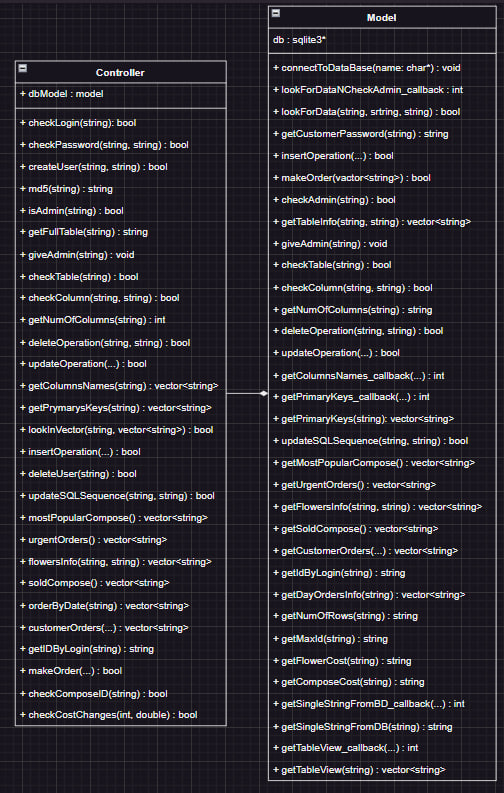 Controller
+ dbModel : model
+ checkLogin(string): bool
+ checkPassword(string, string) : bool
+ createUser(string, string) : bool
+ md5(string) : string
+ isAdmin(string) : bool
+ getFullTable(string) : string
+ giveAdmin(string) : void
+ checkTable(string) : bool
+ checkColumn(string, string) : bool
+ getNumOfColumns(string) : int
+ deleteOperation(string, string) : bool
+ updateOperation(...) : bool
+ getColumnsNames(string) : vector<string>
+ getPrymarysKeys(string) : vector<string>
+ lookInVector(string, vector<string>) : bool
+ insertOperation(...) : bool
+ deleteUser(string) : bool
+ updateSQLSequence(string, string) : bool
+ mostPopularCompose() : vector<string>
+ urgentOrders() : vector<string>
+ flowersInfo(string, string) : vector<string>
+ soldCompose() : vector<string>
+ orderByDate(string) : vector<string>
+ customerOrders(...) : vector<string>
+ getIDByLogin(string) : string
+ makeOrder(...) : bool
+ checkComposeID(string) : bool
+ checkCostChanges(int, double) : bool
Model
db : sqlite3*
+ connectToDataBase(name: char*) : void
+ lookForDataNCheckAdmin_callback : int
+ lookForData(string, srtring, string) : bool
+ getCustomerPassword(string) : string
+ insertOperation(...) : bool
+ makeOrder(vactor<string>) : bool
+ checkAdmin(string) : bool
+ getTableInfo(string, string) : vector<string>
+ giveAdmin(string) : void
+ checkTable(string) : bool
+ checkColumn(string, string) : bool
+ getNumOfColumns(string) : string
+ deleteOperation(string, string) : bool
+ updateOperation(...) : bool
+ getColumnsNames_callback(...) : int
+ getPrimaryKeys_callback(...) : int
+ getPrimaryKeys(string): vector<string>
+ updateSQLSequence(string, string) : bool
+ getMostPopularCompose() : vector<string>
+ getUrgentOrders() : vector<string>
+ getFlowersInfo(string, string) : vector<string>
+ getSoldCompose() : vector<string>
+ getCustomerOrders(...) : vector<string>
+ getIdByLogin(string) : string
+ getDayOrdersInfo(string) : vector<string>
+ getNumOfRows(string) : string
+ getMaxId(string) : string
+ getFlowerCost(string) : string
+ getComposeCost(string) : string
+ getSingleStringFromBD_callback(...) : int
+ getSingleStringFromDB(string) : string
+ getTableView_callback(...) : int
+ getTableView(string) : vector<string>